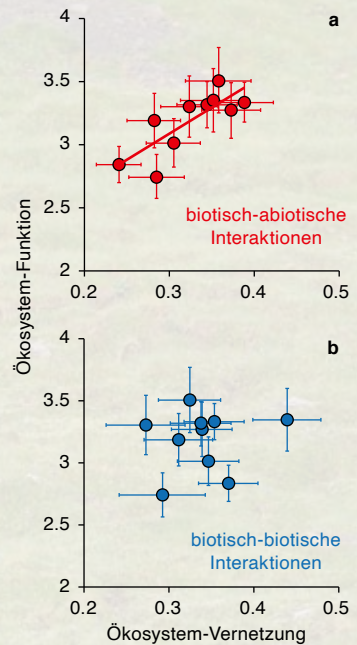 a
4
3.5
3
2.5
2
biotisch-abiotische
Interaktionen
0.2
0.3
0.4
0.5
Ökosystem-Funktion
b
4
3.5
3
2.5
2
biotisch-biotische
Interaktionen
0.2
0.3
0.4
0.5
Ökosystem-Vernetzung